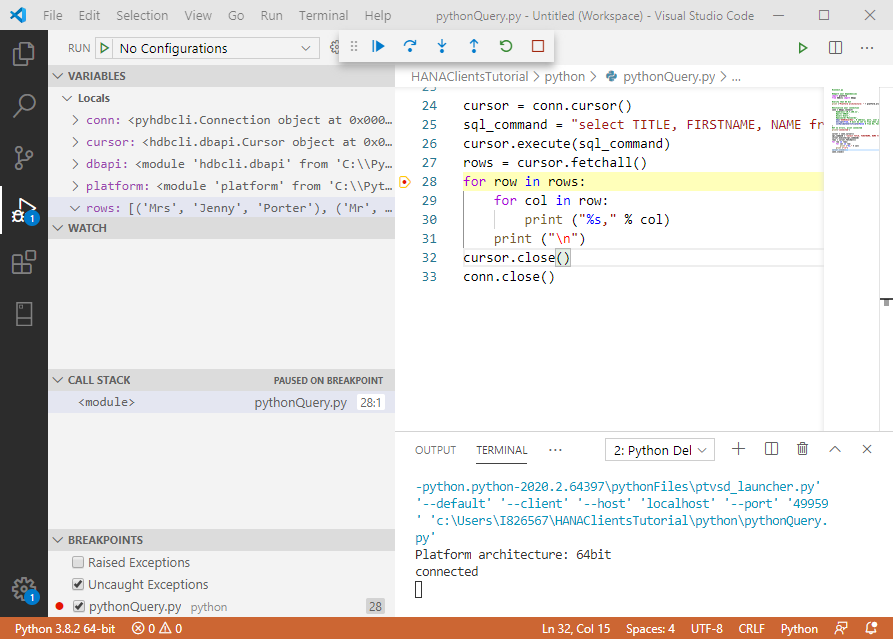 File Edit Selection View Go Run Terminal Help pythonQuery.py - Untitled (Workspace) - Visual Studio Code
RUN No Configurations
VARIABLES
Locals
conn: <pyhdbcli.Connection object at 0x000…
cursor: <hdbcli.dbapi.Cursor object at 0x0…
dbapi: <module 'hdbcli.dbapi' from 'C:\\Py…
platform: <module 'platform' from 'C:\\Pyt…
rows: [('Mrs', 'Jenny', 'Porter'), ('Mr', …
WATCH
CALL STACK PAUSED ON BREAKPOINT
<module> pythonQuery.py 28:1
BREAKPOINTS
Raised Exceptions
Uncaught Exceptions
pythonQuery.py python 28
1
1
HANAClientsTutorial > python > pythonQuery.py > ...
23
24 cursor = conn.cursor()
25 sql_command = "select TITLE, FIRSTNAME, NAME fr
26 cursor.execute(sql_command)
27 rows = cursor.fetchall()
28 for row in rows:
29 for col in row:
30 print ("%s," % col)
31 print ("\n")
32 cursor.close()
33 conn.close()
OUTPUT TERMINAL ... 2: Python Del
-python.python-2020.2.64397\pythonFiles\ptvsd_launcher.py'
'--default' '--client' '--host' 'localhost' '--port' '49959
' 'c:\Users\I826567\HANAClientsTutorial\python\pythonQuery.
py'
Platform architecture: 64bit
connected
Python 3.8.2 64-bit 0 0 Ln 32, Col 15 Spaces: 4 UTF-8 CRLF Python